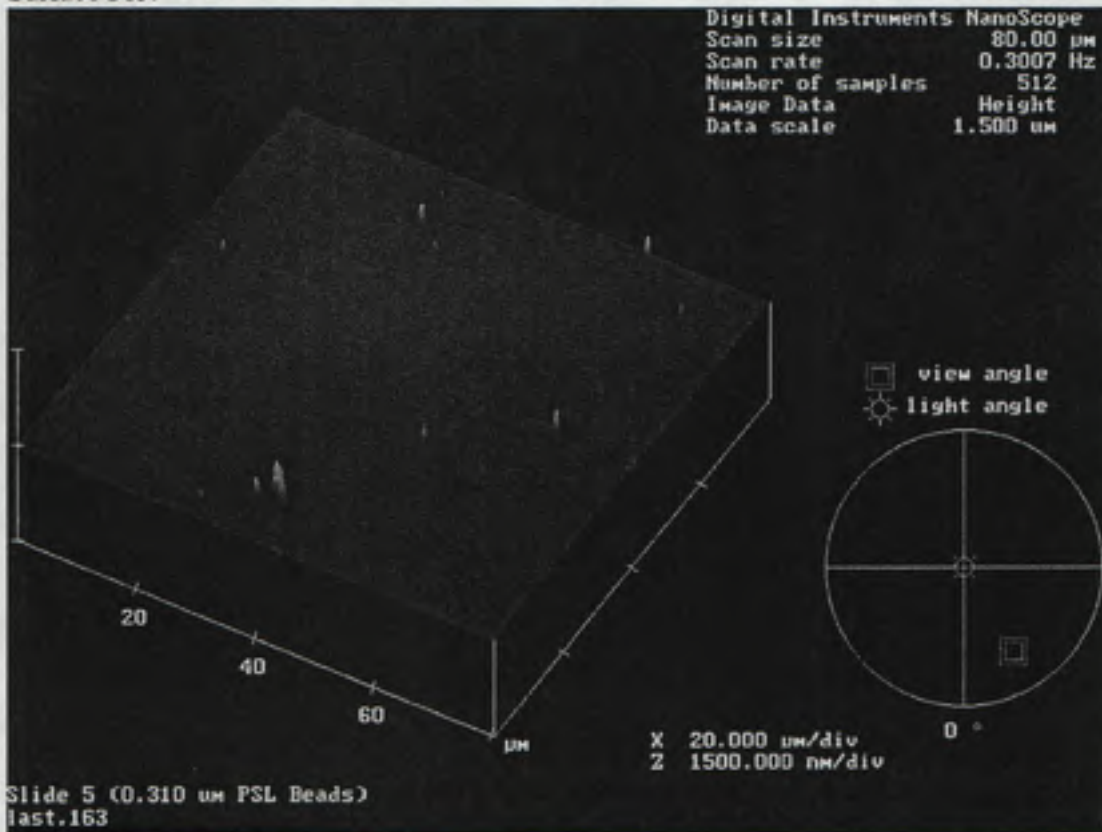 Digital Instruments NanoScope
Scan size 80.00 µm
Scan rate 0.3007 Hz
Number of samples 512
Image Data Height
Data scale 1.500 um
view angle
light angle
20
40
60
µm
0 °
X 20.000 um/div
Z 1500.000 nm/div
Slide 5 (0.310 um PSL Beads)
last.163